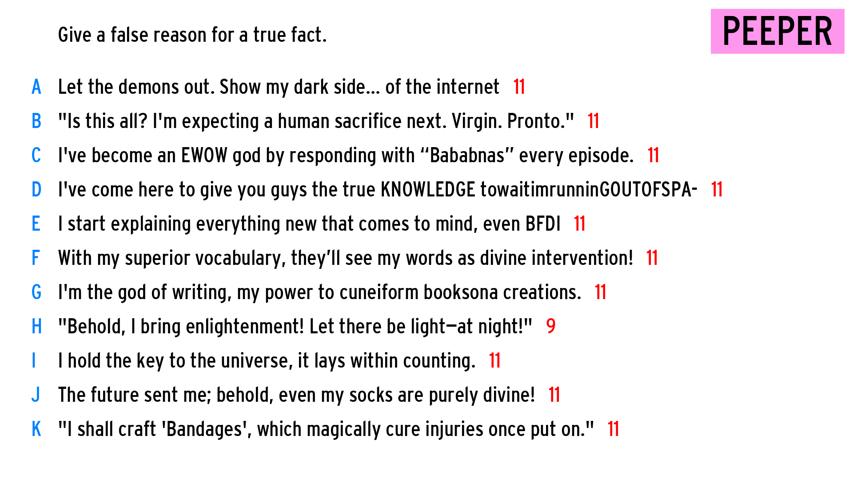 Give a false reason for a true fact.
PEEPER
A Let the demons out. Show my dark side... of the internet 11
B "Is this all? I'm expecting a human sacrifice next. Virgin. Pronto." 11
C I've become an EWOW god by responding with “Bababnas” every episode. 11
D I've come here to give you guys the true KNOWLEDGE towaitimrunninGOUTOFSPA- 11
E I start explaining everything new that comes to mind, even BFDI 11
F With my superior vocabulary, they’ll see my words as divine intervention! 11
G I'm the god of writing, my power to cuneiform booksona creations. 11
H "Behold, I bring enlightenment! Let there be light—at night!" 9
I I hold the key to the universe, it lays within counting. 11
J The future sent me; behold, even my socks are purely divine! 11
K "I shall craft 'Bandages', which magically cure injuries once put on." 11